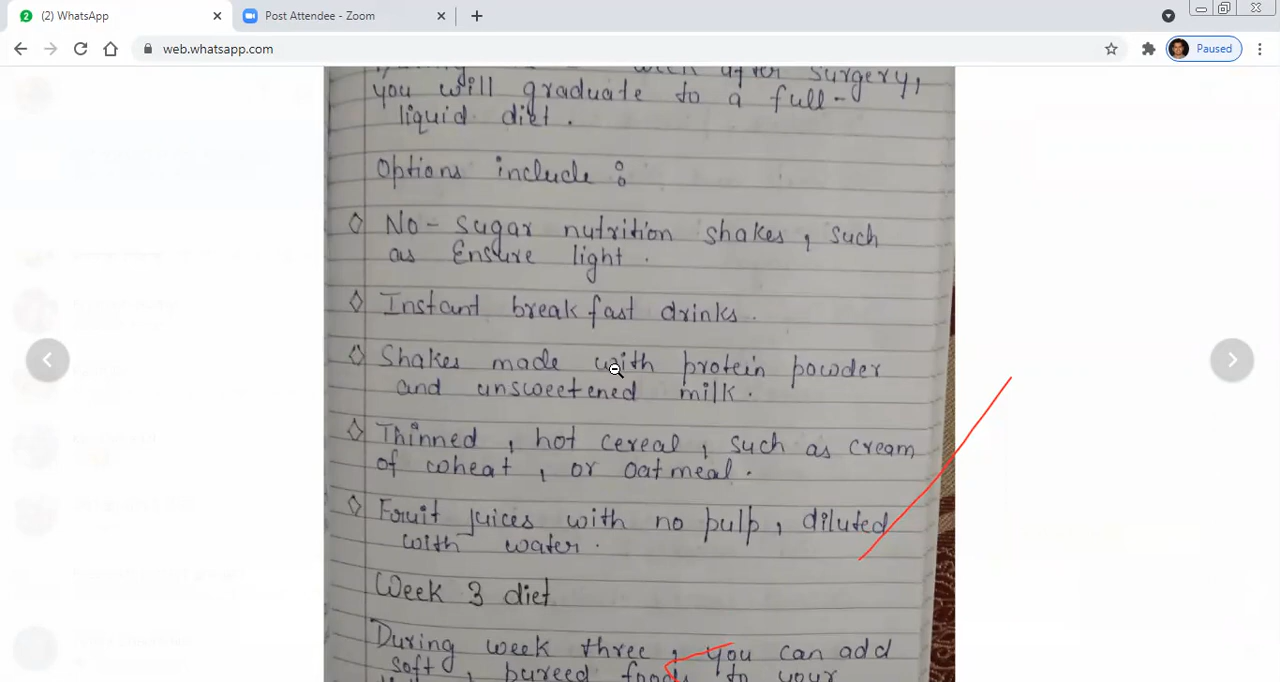 (2) WhatsApp
Post Attendee - Zoom
web.whatsapp.com
Paused
week after surgery,
you will graduate to a full-
liquid diet.
Options include :
No-sugar nutrition shakes, such
as Ensure light.
Instant breakfast drinks.
Shakes made with protein powder
and unsweetened milk.
Thinned, hot cereal, such as cream
of wheat, or oatmeal.
Fruit juices with no pulp, diluted
with water.
Week 3 diet
During week three, you can add
soft, pureed foods to your